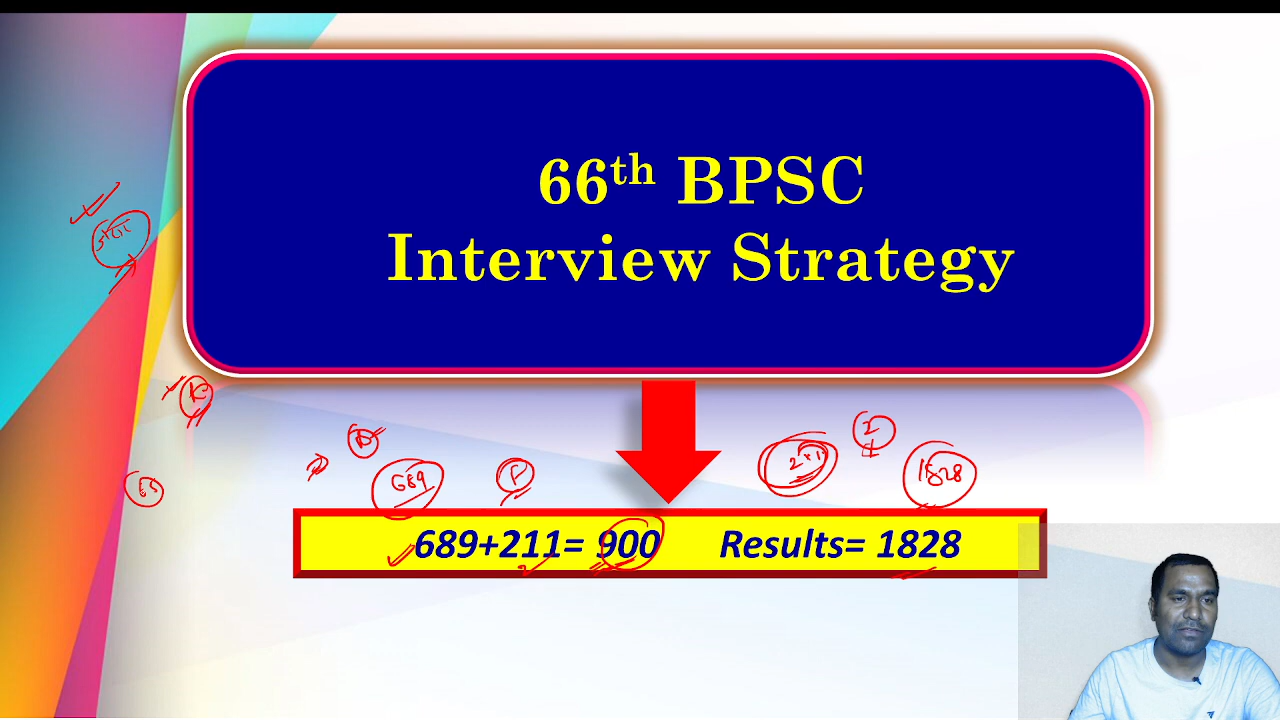 66th BPSC
Interview Strategy
689
1828
689+211= 900 Results= 1828